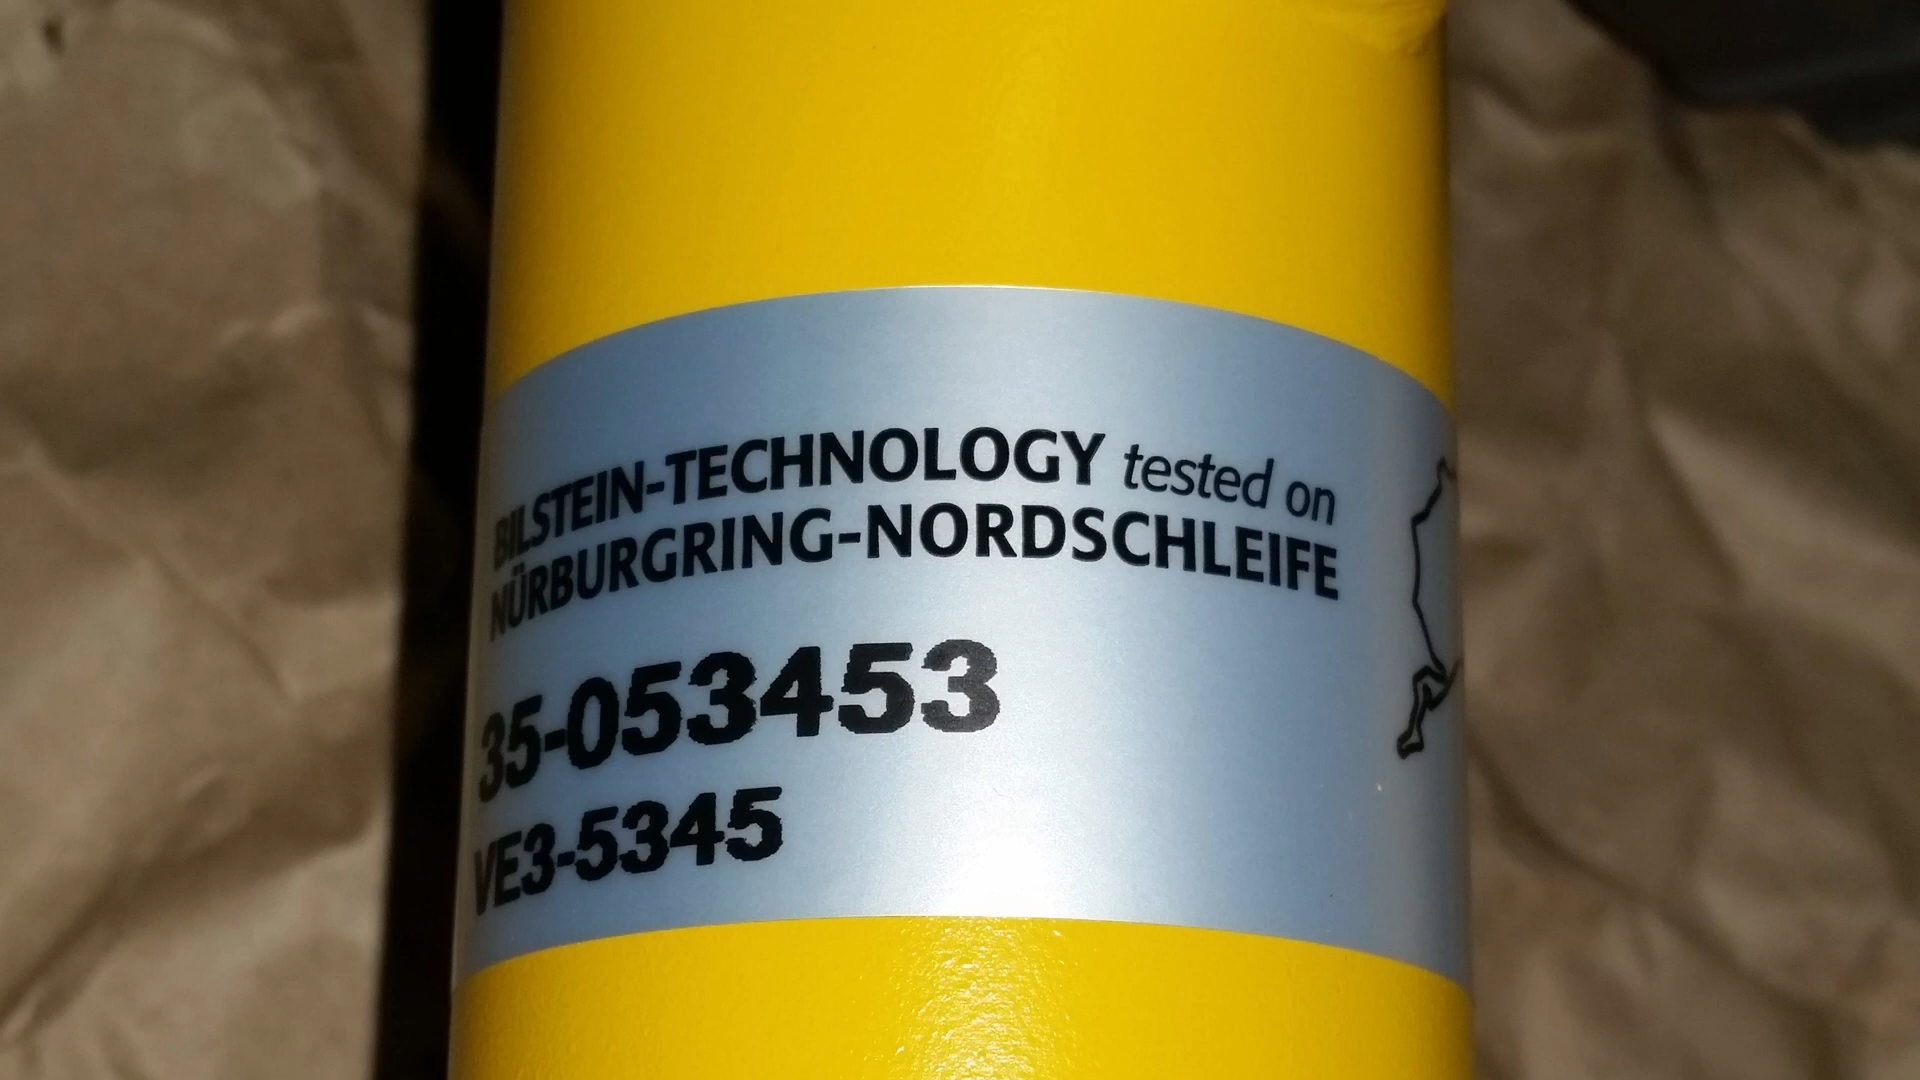 BILSTEIN-TECHNOLOGY tested on
NÜRBURGRING-NORDSCHLEIFE
35-053453
VE3-5345